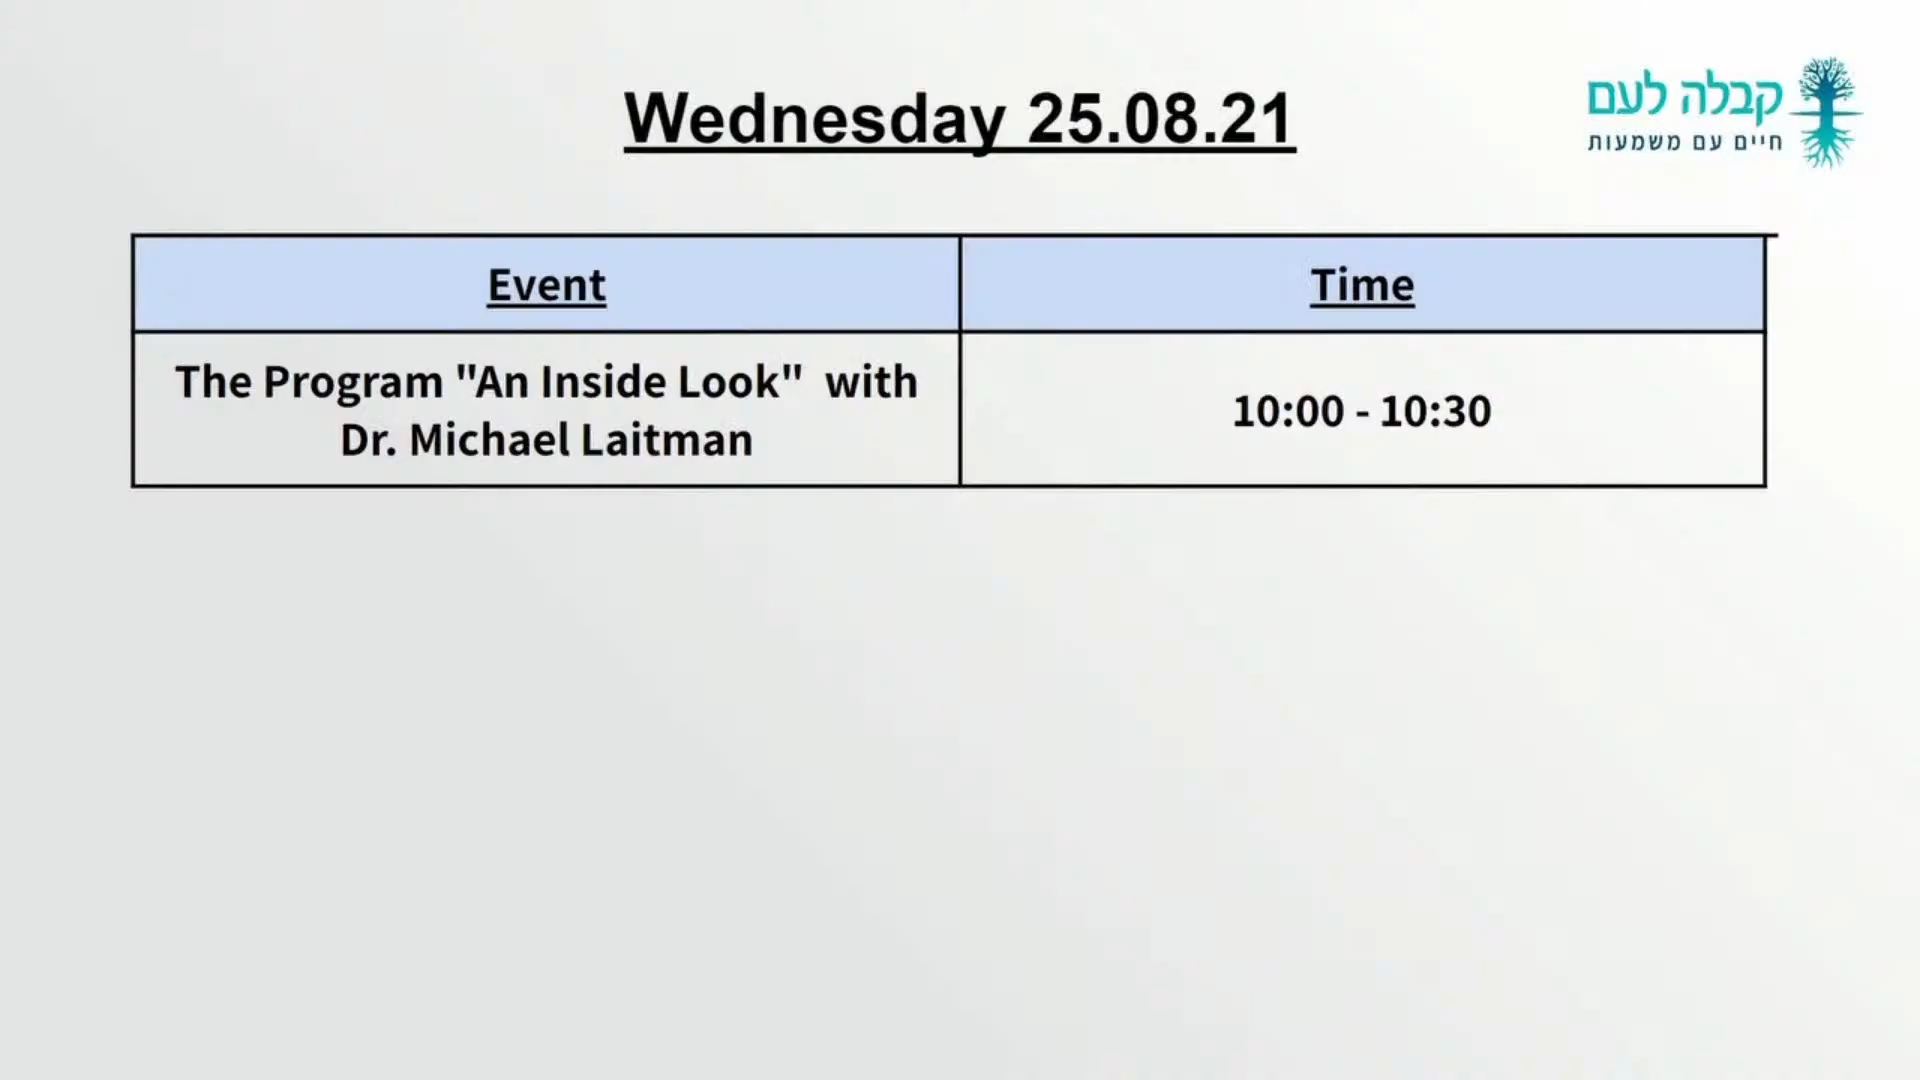 Wednesday 25.08.21
קבלה לעם
חיים עם משמעות
Event
Time
The Program "An Inside Look" with
Dr. Michael Laitman
10:00 - 10:30